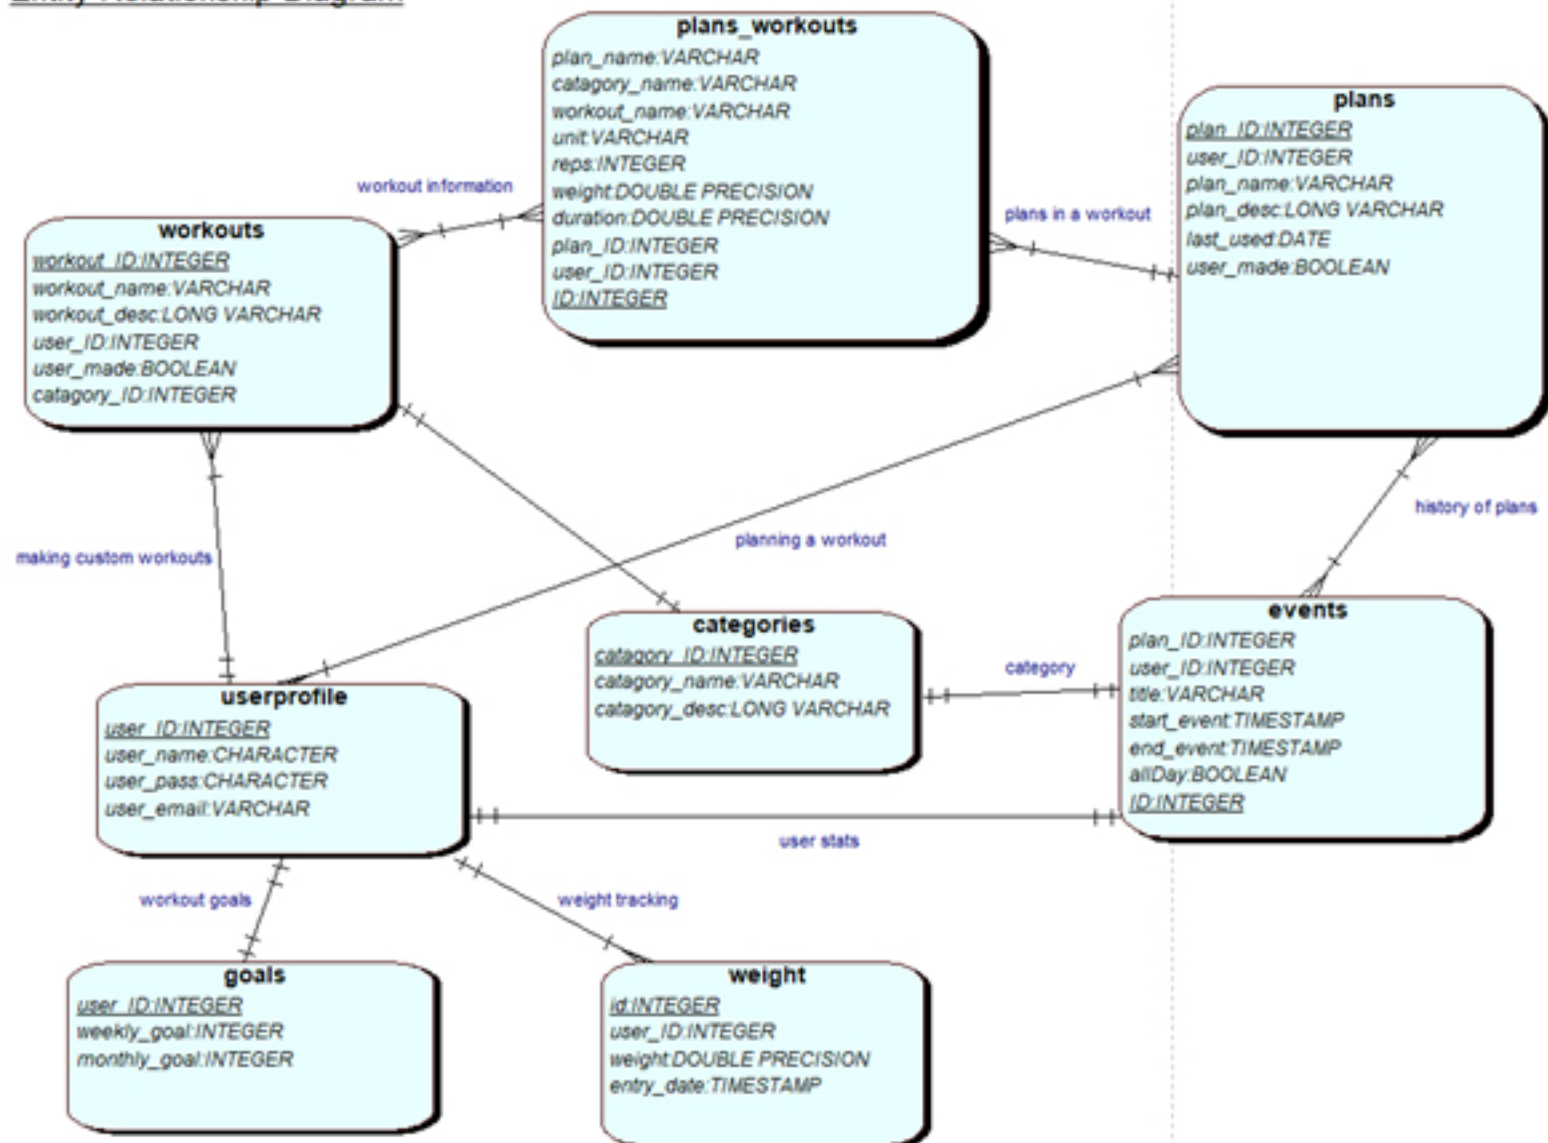 Entity Relationship Diagram
plans_workouts
plan_name:VARCHAR
catagory_name:VARCHAR
workout_name:VARCHAR
unit:VARCHAR
reps:INTEGER
weight:DOUBLE PRECISION
duration:DOUBLE PRECISION
plan_ID:INTEGER
user_ID:INTEGER
ID:INTEGER
plans
plan_ID:INTEGER
user_ID:INTEGER
plan_name:VARCHAR
plan_desc:LONG VARCHAR
last_used:DATE
user_made:BOOLEAN
workout information
plans in a workout
workouts
workout_ID:INTEGER
workout_name:VARCHAR
workout_desc:LONG VARCHAR
user_ID:INTEGER
user_made:BOOLEAN
catagory_ID:INTEGER
history of plans
making custom workouts
planning a workout
categories
catagory_ID:INTEGER
catagory_name:VARCHAR
catagory_desc:LONG VARCHAR
category
events
plan_ID:INTEGER
user_ID:INTEGER
title:VARCHAR
start_event:TIMESTAMP
end_event:TIMESTAMP
allDay:BOOLEAN
ID:INTEGER
userprofile
user_ID:INTEGER
user_name:CHARACTER
user_pass:CHARACTER
user_email:VARCHAR
user stats
workout goals
weight tracking
goals
user_ID:INTEGER
weekly_goal:INTEGER
monthly_goal:INTEGER
weight
id:INTEGER
user_ID:INTEGER
weight:DOUBLE PRECISION
entry_date:TIMESTAMP